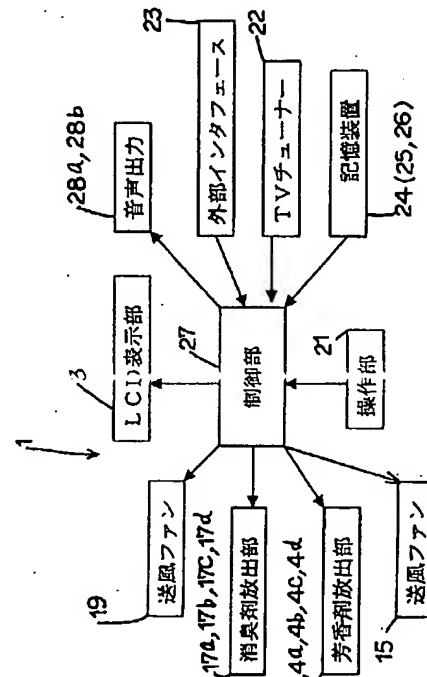 1
19
送風ファン
3
LCD表示部
28a, 28b
音声出力
23
外部インタフェース
17a, 17b, 17c, 17d
消臭剤放出部
27
制御部
22
TVチューナー
4a, 4b, 4c, 4d
芳香剤放出部
15
送風ファン
21
操作部
記憶装置
24 (25, 26)